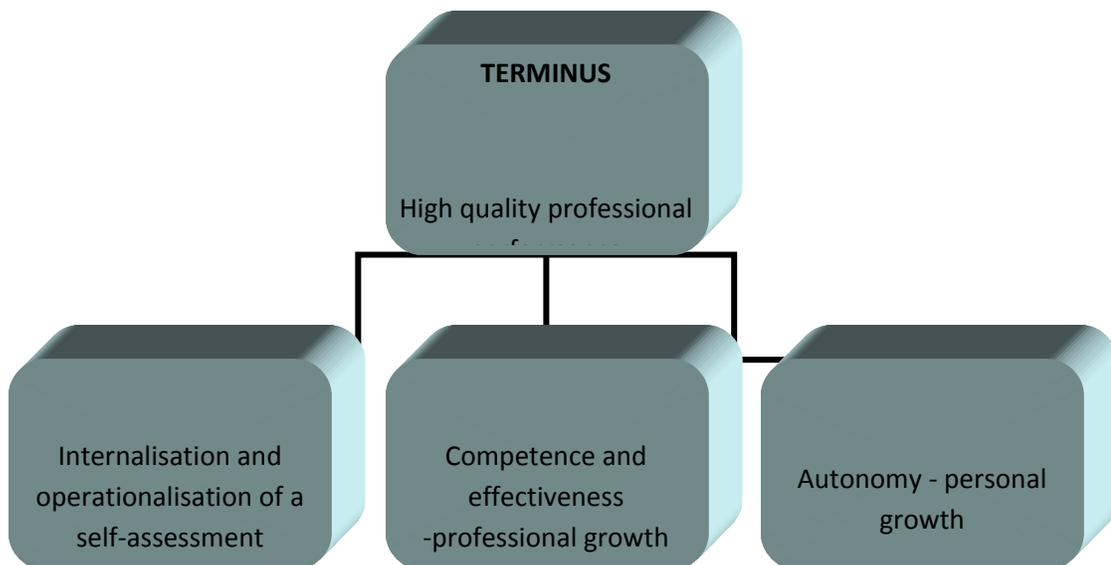 TERMINUS
High quality professional
Internalisation and
operationalisation of a
self-assessment
Competence and
effectiveness
-professional growth
Autonomy - personal
growth